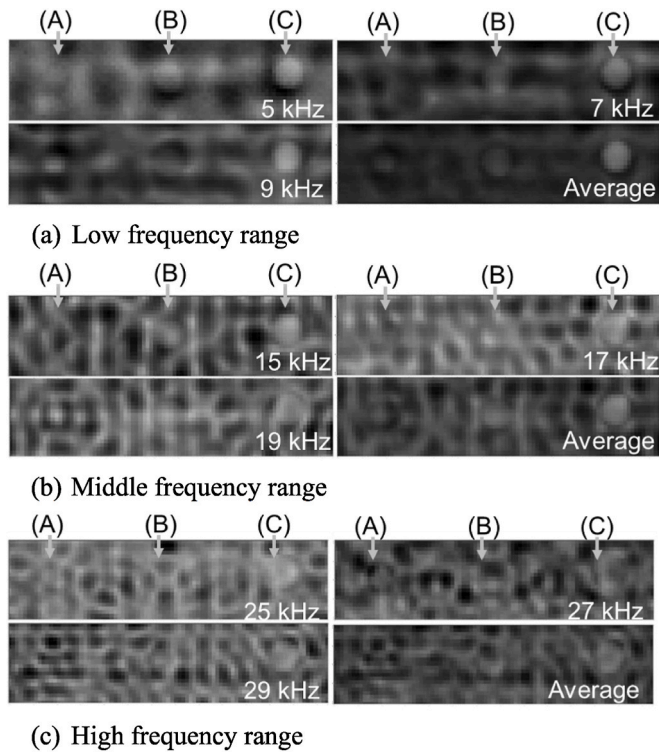 (A) (B) (C) (A) (B) (C)
5 kHz 7 kHz
9 kHz Average
(a) Low frequency range
(A) (B) (C) (A) (B) (C)
15 kHz 17 kHz
19 kHz Average
(b) Middle frequency range
(A) (B) (C) (A) (B) (C)
25 kHz 27 kHz
29 kHz Average
(c) High frequency range